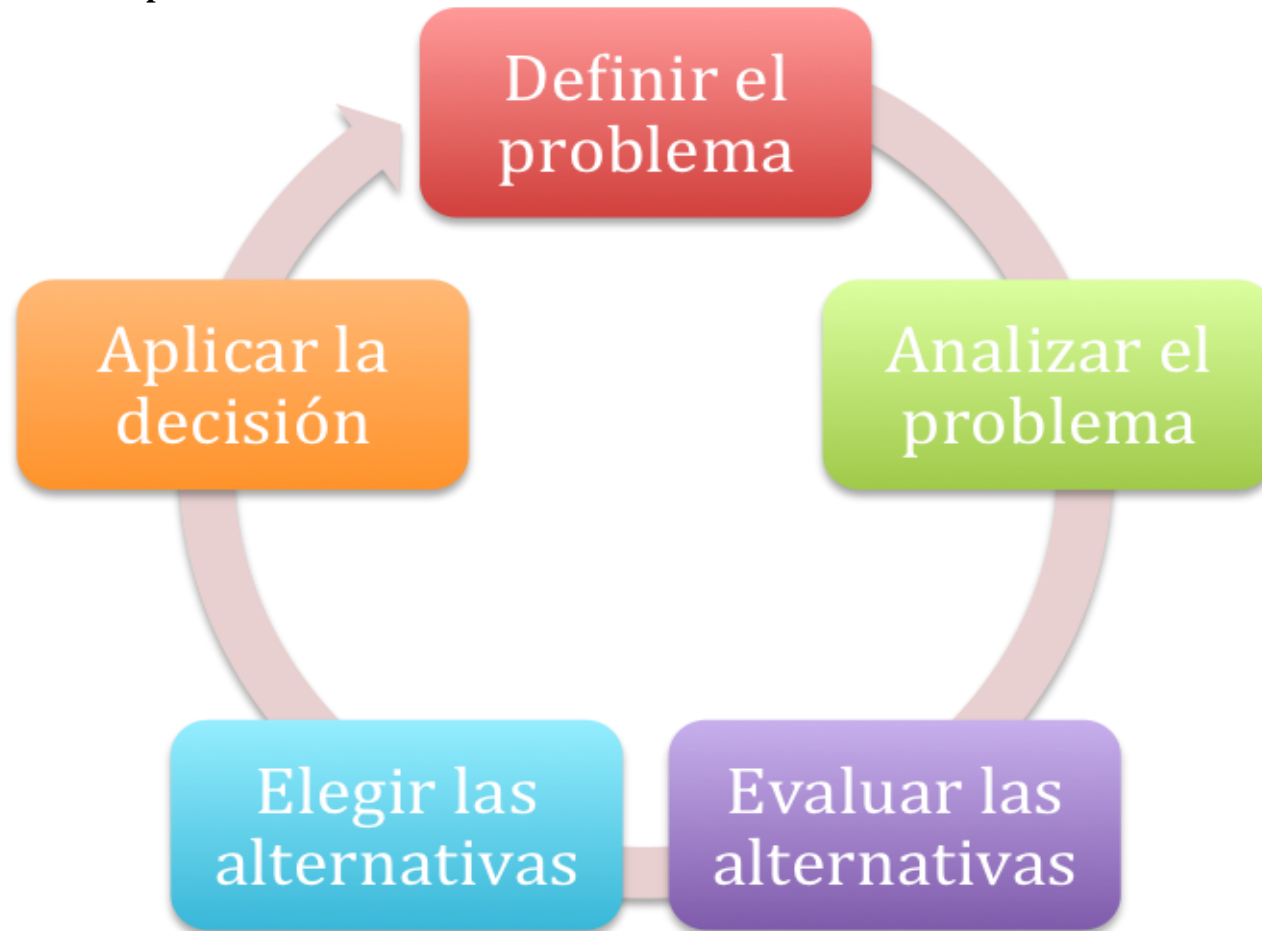 Definir el
problema
Analizar el
problema
Evaluar las
alternativas
Elegir las
alternativas
Aplicar la
decisión